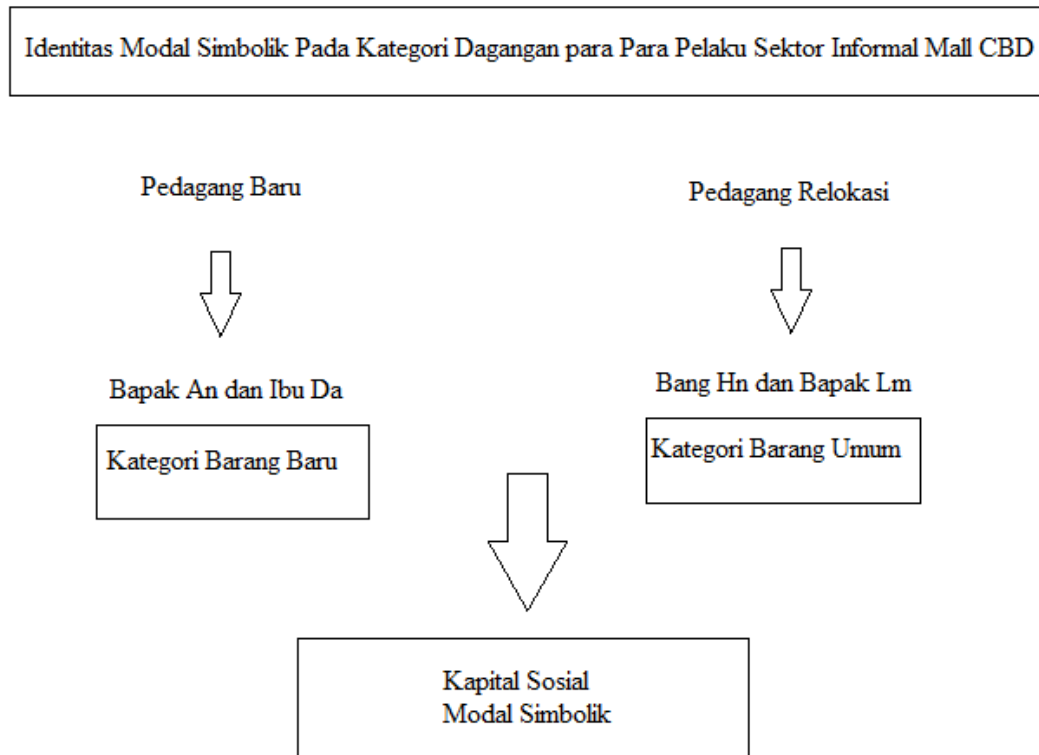 Identitas Modal Simbolik Pada Kategori Dagangan para Para Pelaku Sektor Informal Mall CBD
Pedagang Baru
Pedagang Relokasi
Bapak An dan Ibu Da
Bang Hn dan Bapak Lm
Kategori Barang Baru
Kategori Barang Umum
Kapital Sosial
Modal Simbolik